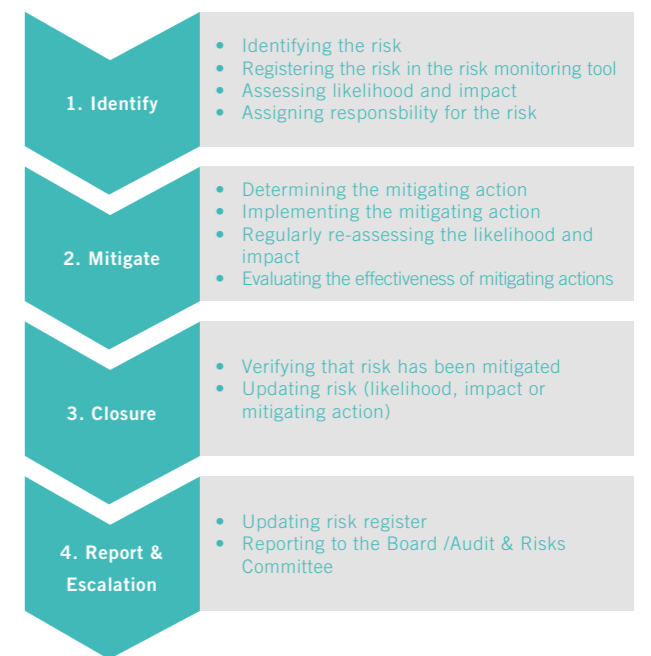 1. Identify
• Identifying the risk
• Registering the risk in the risk monitoring tool
• Assessing likelihood and impact
• Assigning responsbility for the risk
2. Mitigate
• Determining the mitigating action
• Implementing the mitigating action
• Regularly re-assessing the likelihood and
impact
• Evaluating the effectiveness of mitigating actions
3. Closure
• Verifying that risk has been mitigated
• Updating risk (likelihood, impact or
mitigating action)
4. Report &
Escalation
• Updating risk register
• Reporting to the Board /Audit & Risks
Committee